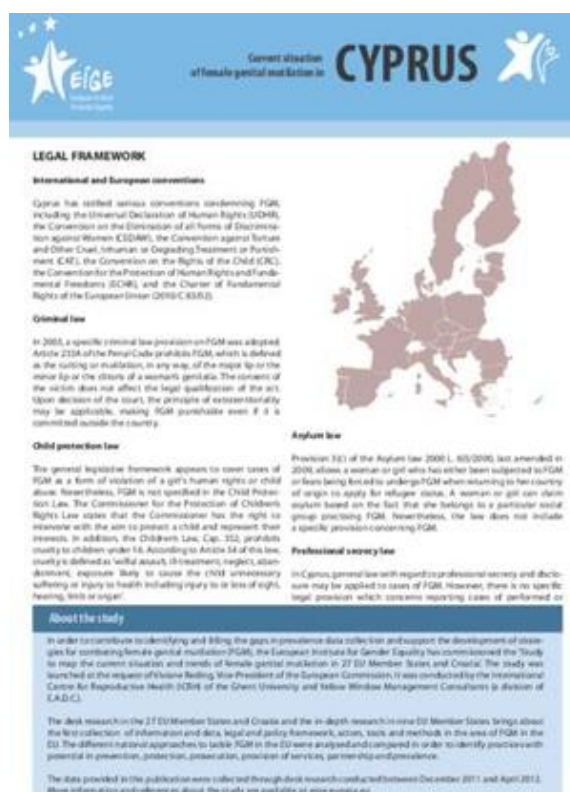 EIGE
Current situation
of female genital mutilation in
CYPRUS
LEGAL FRAMEWORK
International and European conventions
Cyprus has ratified various conventions condemning FGM,
including the Universal Declaration of Human Rights (UDHR),
the Convention on the Elimination of all Forms of Discrimina-
tion against Women (CEDAW), the Convention against Torture
and Other Cruel, Inhuman or Degrading Treatment or Punish-
ment (CAT), the Convention on the Rights of the Child (CRC),
the Convention for the Protection of Human Rights and Funda-
mental Freedoms (ECHR), and the Charter of Fundamental
Rights of the European Union (2010/C 83/02).
Criminal law
In 2003, a specific criminal law provision on FGM was adopted.
Article 233A of the Penal Code prohibits FGM, which is defined
as the cutting or mutilation, in any way, of the major lip or the
minor lip or the clitoris of a woman's genitalia. The consent of
the victim does not affect the legal qualification of the act.
Upon decision of the court, the principle of extraterritoriality
may be applicable, making FGM punishable even if it is
committed outside the country.
Child protection law
The general legislative framework appears to cover cases of
FGM as a form of violation of a girl's human rights or child
abuse. Nevertheless, FGM is not specified in the Child Protec-
tion Law. The Commissioner for the Protection of Children's
Rights Law states that the Commissioner has the right to
intervene with the aim to protect a child and represent their
interests. In addition, the Children's Law, Cap. 352, prohibits
cruelty to children under 16. According to Article 54 of this law,
cruelty is defined as 'wilful assault, ill-treatment, neglect, aban-
donment, exposure likely to cause the child unnecessary
suffering or injury to health including injury to or loss of sight,
hearing, limb or organ'.
Asylum law
Provision 3(c) of the Asylum law 2000 L. 6(I)/2000, last amended in
2009, allows a woman or girl who has either been subjected to FGM
or fears being forced to undergo FGM when returning to her country
of origin to apply for refugee status. A woman or girl can claim
asylum based on the fact that she belongs to a particular social
group practising FGM. Nevertheless, the law does not include
a specific provision concerning FGM.
Professional secrecy law
In Cyprus, general law with regard to professional secrecy and disclo-
sure may be applied to cases of FGM. However, there is no specific
legal provision which concerns reporting cases of performed or
About the study
In order to contribute to identifying and filling the gaps in prevalence data collection and support the development of strate-
gies for combating female genital mutilation (FGM), the European Institute for Gender Equality has commissioned the 'Study
to map the current situation and trends of female genital mutilation in 27 EU Member States and Croatia'. The study was
launched at the request of Viviane Reding, Vice-President of the European Commission. It was conducted by the International
Centre for Reproductive Health (ICRH) of the Ghent University and Yellow Window Management Consultants (a division of
E.A.D.C.).
The desk research in the 27 EU Member States and Croatia and the in-depth research in nine EU Member States brings about
the first collection of information and data, legal and policy framework, actors, tools and methods in the area of FGM in the
EU. The different national approaches to tackle FGM in the EU were analysed and compared in order to identify practices with
potential in prevention, protection, prosecution, provision of services, partnership and prevalence.
The data provided in this publication were collected through desk research conducted between December 2011 and April 2012.
More information and references about the study are available at: eige.europa.eu